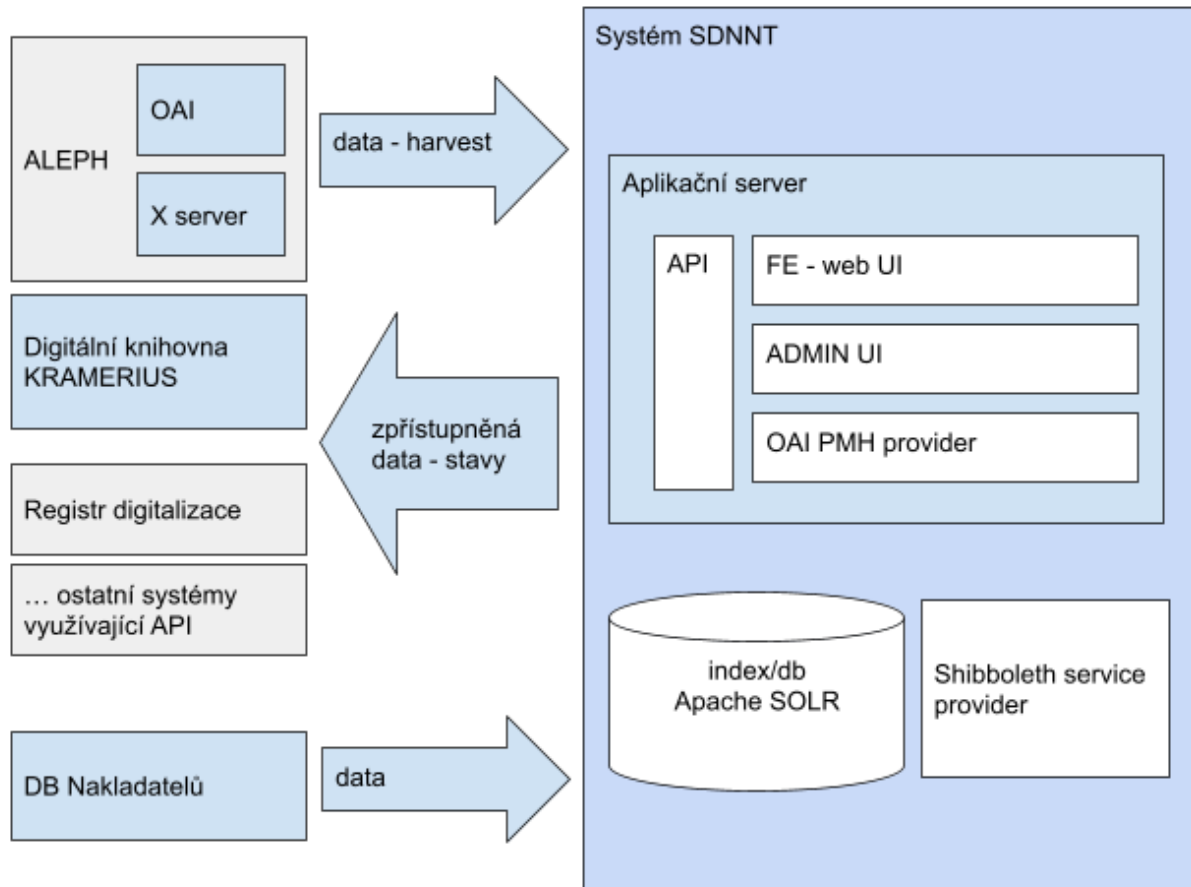 ALEPH
OAI
X server
data - harvest
Digitální knihovna
KRAMERIUS
zpřístupněná
data - stavy
Registr digitalizace
... ostatní systémy
využívající API
DB Nakladatelů
data
Systém SDNNT
Aplikační server
API
FE - web UI
ADMIN UI
OAI PMH provider
index/db
Apache SOLR
Shibboleth service
provider